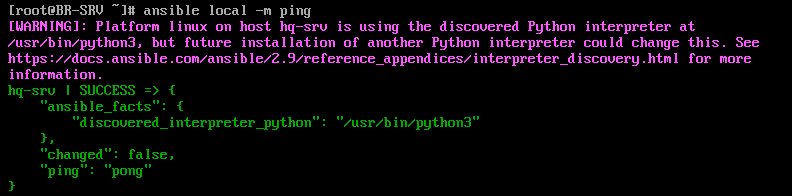 [root@BR-SRV ~]# ansible local -m ping
[WARNING]: Platform linux on host hq-srv is using the discovered Python interpreter at
/usr/bin/python3, but future installation of another Python interpreter could change this. See
https://docs.ansible.com/ansible/2.9/reference_appendices/interpreter_discovery.html for more
information.
hq-srv | SUCCESS => {
    "ansible_facts": {
        "discovered_interpreter_python": "/usr/bin/python3"
    },
    "changed": false,
    "ping": "pong"
}